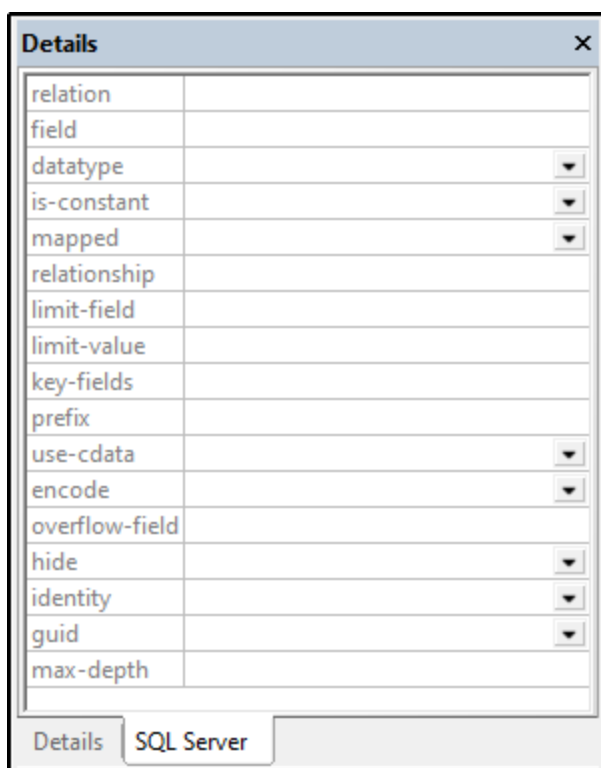 Details
relation
field
datatype
is-constant
mapped
relationship
limit-field
limit-value
key-fields
prefix
use-cdata
encode
overflow-field
hide
identity
guid
max-depth
Details SQL Server